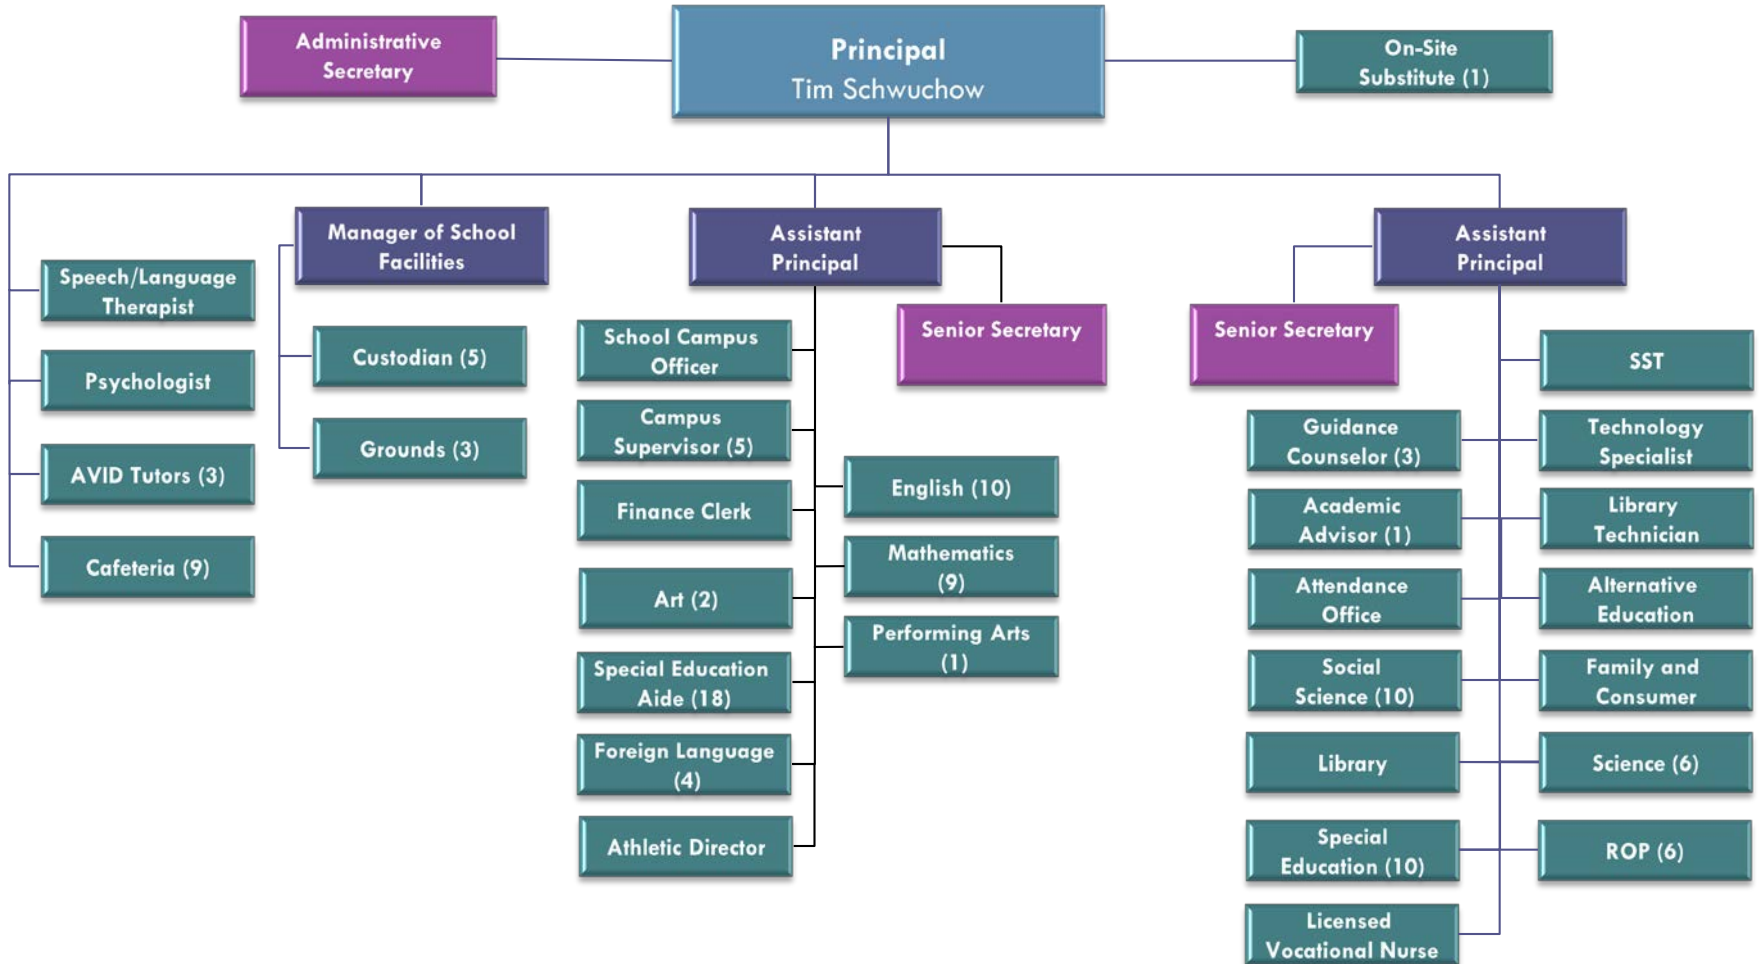 Administrative
Secretary
Principal
Tim Schwuchow
On-Site
Substitute (1)
Speech/Language
Therapist
Psychologist
AVID Tutors (3)
Cafeteria (9)
Manager of School
Facilities
Custodian (5)
Grounds (3)
Assistant
Principal
Senior Secretary
School Campus
Officer
Campus
Supervisor (5)
Finance Clerk
Art (2)
Special Education
Aide (18)
Foreign Language
(4)
Athletic Director
English (10)
Mathematics
(9)
Performing Arts
(1)
Assistant
Principal
Senior Secretary
Guidance
Counselor (3)
Academic
Advisor (1)
Attendance
Office
Social
Science (10)
Library
Special
Education (10)
Licensed
Vocational Nurse
SST
Technology
Specialist
Library
Technician
Alternative
Education
Family and
Consumer
Science (6)
ROP (6)